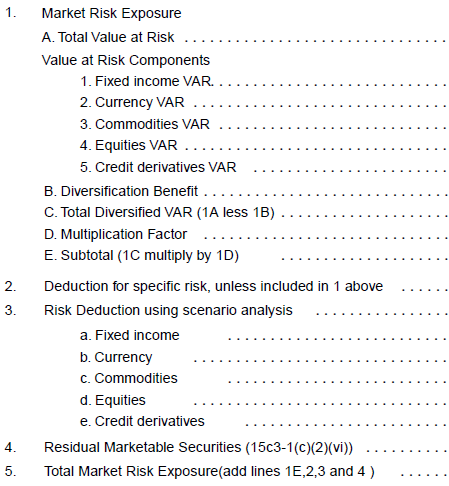 1. Market Risk Exposure
A. Total Value at Risk . . . . . . . . . . . . . . . . . . . . . . . . . . . . . . .
Value at Risk Components
1. Fixed income VAR. . . . . . . . . . . . . . . . . . . . . . . . . . . .
2. Currency VAR . . . . . . . . . . . . . . . . . . . . . . . . . . . . . .
3. Commodities VAR . . . . . . . . . . . . . . . . . . . . . . . . . . .
4. Equities VAR . . . . . . . . . . . . . . . . . . . . . . . . . . . . . . .
5. Credit derivatives VAR . . . . . . . . . . . . . . . . . . . . . . .
B. Diversification Benefit . . . . . . . . . . . . . . . . . . . . . . . . . . . . .
C. Total Diversified VAR (1A less 1B) . . . . . . . . . . . . . . . . . . . .
D. Multiplication Factor . . . . . . . . . . . . . . . . . . . . . . . . . . . . .
E. Subtotal (1C multiply by 1D) . . . . . . . . . . . . . . . . . . . .
2. Deduction for specific risk, unless included in 1 above . . . . . .
3. Risk Deduction using scenario analysis . . . . . . . . . . . . . . . .
a. Fixed income . . . . . . . . . . . . . . . . . . . . . . . . . .
b. Currency . . . . . . . . . . . . . . . . . . . . . . . . . . . . . .
c. Commodities . . . . . . . . . . . . . . . . . . . . . . . . . .
d. Equities . . . . . . . . . . . . . . . . . . . . . . . . . . . . . .
e. Credit derivatives . . . . . . . . . . . . . . . . . . . . . . . .
4. Residual Marketable Securities (15c3-1(c)(2)(vi)) . . . . . . . . . .
5. Total Market Risk Exposure(add lines 1E,2,3 and 4 ) . . . . . .